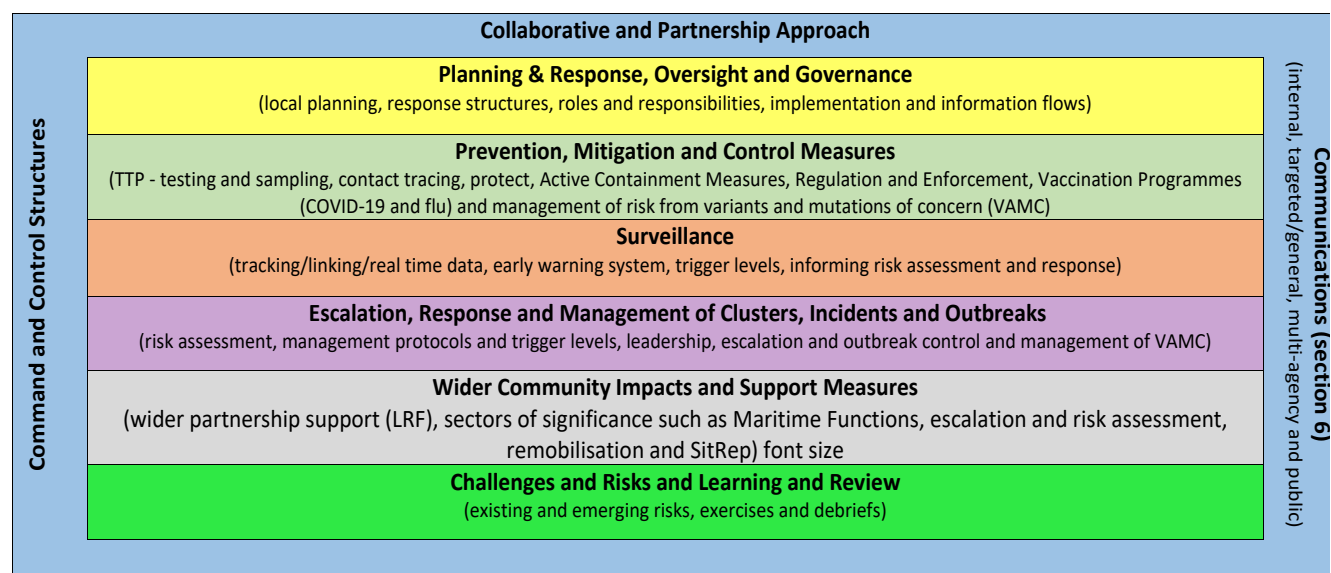 Collaborative and Partnership Approach
Command and Control Structures
Planning & Response, Oversight and Governance
(local planning, response structures, roles and responsibilities, implementation and information flows)
Prevention, Mitigation and Control Measures
(TTP - testing and sampling, contact tracing, protect, Active Containment Measures, Regulation and Enforcement, Vaccination Programmes
(COVID-19 and flu) and management of risk from variants and mutations of concern (VAMC)
Surveillance
(tracking/linking/real time data, early warning system, trigger levels, informing risk assessment and response)
Escalation, Response and Management of Clusters, Incidents and Outbreaks
(risk assessment, management protocols and trigger levels, leadership, escalation and outbreak control and management of VAMC)
Wider Community Impacts and Support Measures
(wider partnership support (LRF), sectors of significance such as Maritime Functions, escalation and risk assessment,
remobilisation and SitRep) font size
Challenges and Risks and Learning and Review
(existing and emerging risks, exercises and debriefs)
Communications (section 6)
(internal, targeted/general, multi-agency and public)